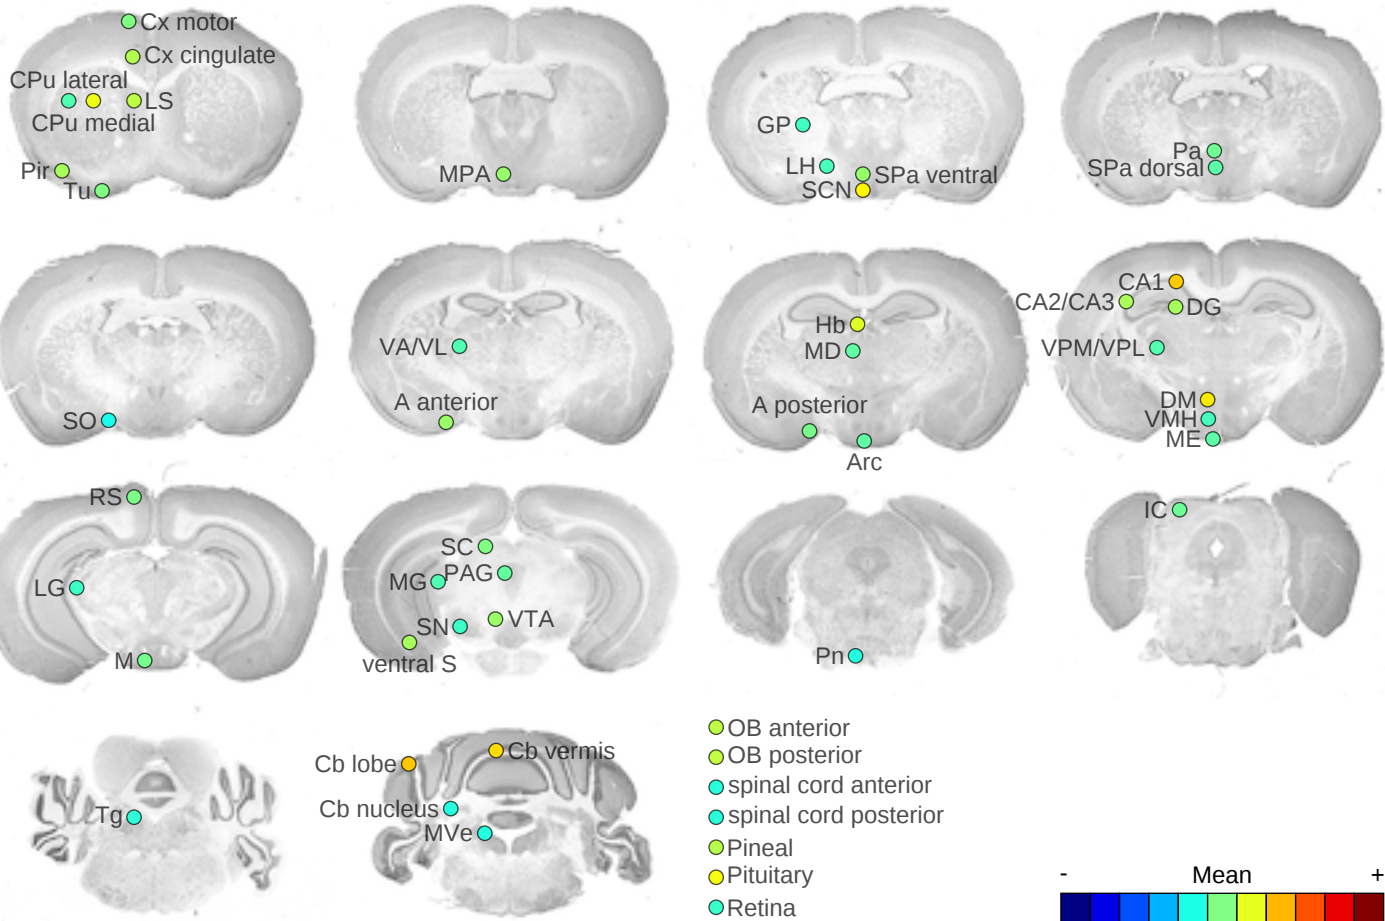 Cx motor
Cx cingulate
CPu lateral
LS
CPu medial
Pir
Tu
MPA
GP
LH
SPa ventral
SCN
Pa
SPa dorsal
SO
VA/VL
A anterior
Hb
MD
A posterior
Arc
CA1
CA2/CA3
DG
VPM/VPL
DM
VMH
ME
RS
LG
M
SC
MG
PAG
SN
VTA
ventral S
Pn
IC
Tg
Cb lobe
Cb vermis
Cb nucleus
MVe
OB anterior
OB posterior
spinal cord anterior
spinal cord posterior
Pineal
Pituitary
Retina
- Mean +